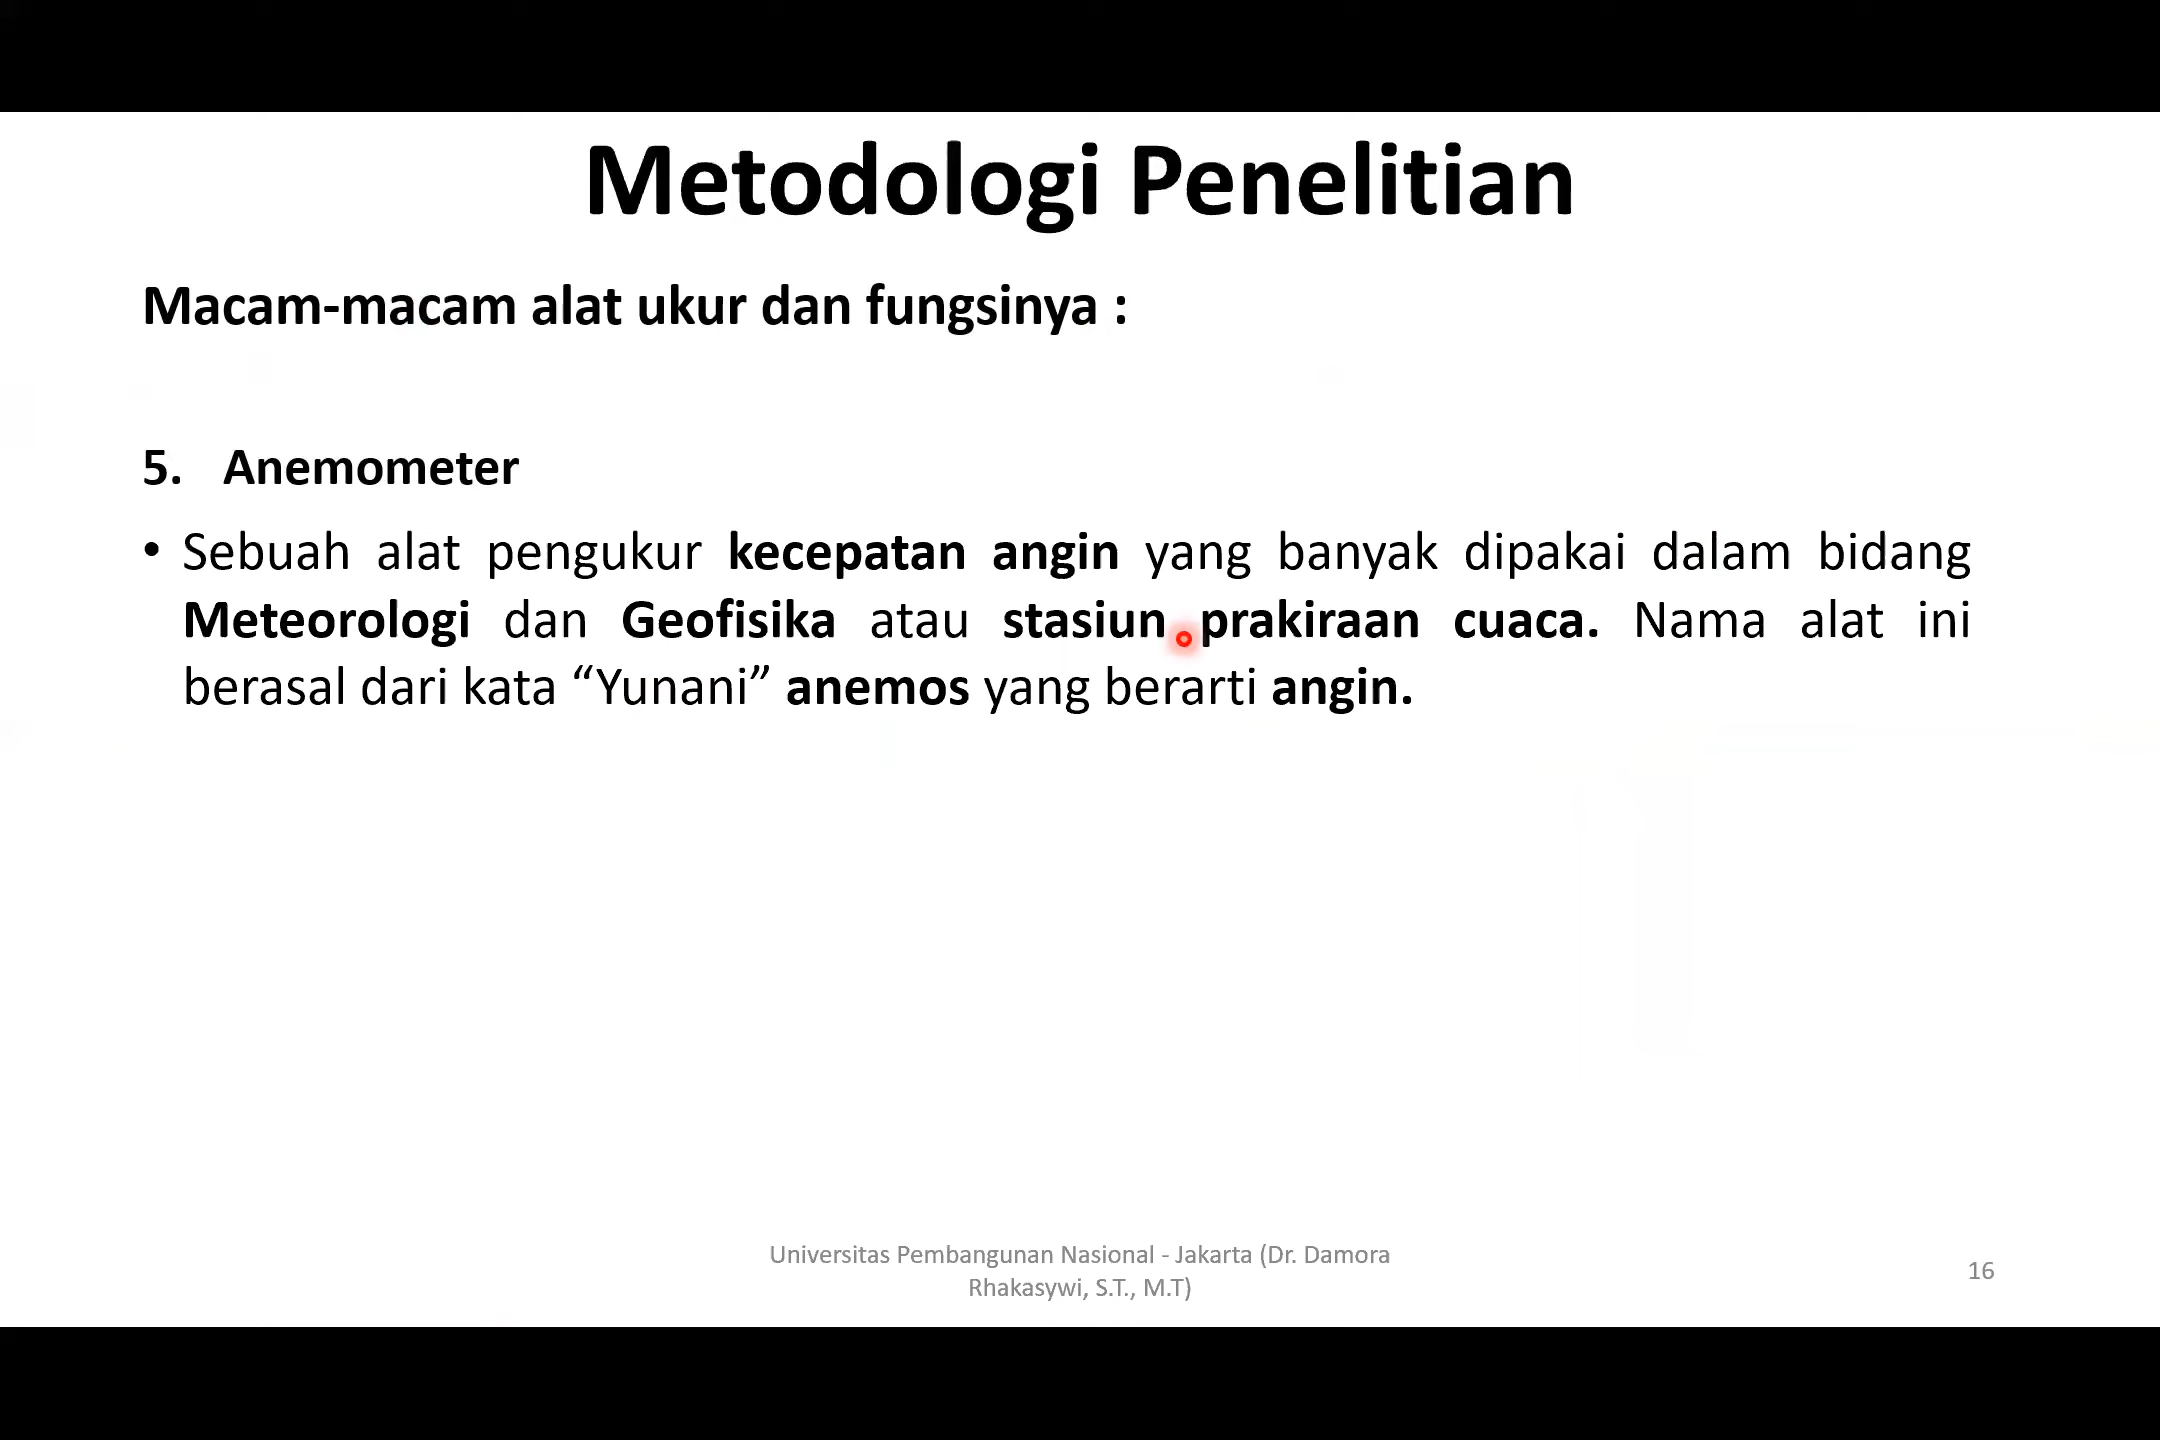 Metodologi Penelitian
Macam-macam alat ukur dan fungsinya :
5. Anemometer
• Sebuah alat pengukur kecepatan angin yang banyak dipakai dalam bidang
Meteorologi dan Geofisika atau stasiun prakiraan cuaca. Nama alat ini
berasal dari kata “Yunani” anemos yang berarti angin.
Universitas Pembangunan Nasional - Jakarta (Dr. Damora
Rhakasywi, S.T., M.T)
16